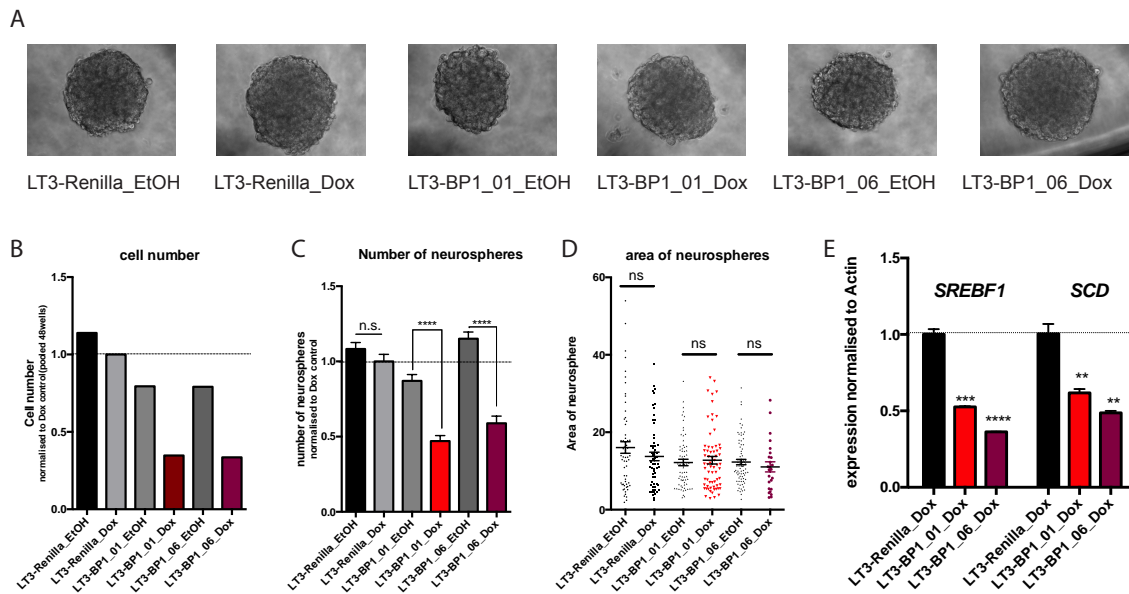 A
LT3-Renilla_EtOH
LT3-Renilla_Dox
LT3-BP1_01_EtOH
LT3-BP1_01_Dox
LT3-BP1_06_EtOH
LT3-BP1_06_Dox
B
cell number
Cell number
normalised to Dox control(pooled 48wells)
1.5
1.0
0.5
0.0
LT3-Renilla_EtOH
LT3-Renilla_Dox
LT3-BP1_01_EtOH
LT3-BP1_01_Dox
LT3-BP1_06_EtOH
LT3-BP1_06_Dox
C
Number of neurospheres
number of neurospheres
normalised to Dox control
1.5
1.0
0.5
0.0
n.s.
****
****
LT3-Renilla_EtOH
LT3-Renilla_Dox
LT3-BP1_01_EtOH
LT3-BP1_01_Dox
LT3-BP1_06_EtOH
LT3-BP1_06_Dox
D
area of neurospheres
Area of neurosphere
60
40
20
0
ns
ns
ns
LT3-Renilla_EtOH
LT3-Renilla_Dox
LT3-BP1_01_EtOH
LT3-BP1_01_Dox
LT3-BP1_06_EtOH
LT3-BP1_06_Dox
E
expression normalised to Actin
1.5
1.0
0.5
0.0
SREBF1
SCD
***
****
**
**
LT3-Renilla_Dox
LT3-BP1_01_Dox
LT3-BP1_06_Dox
LT3-Renilla_Dox
LT3-BP1_01_Dox
LT3-BP1_06_Dox